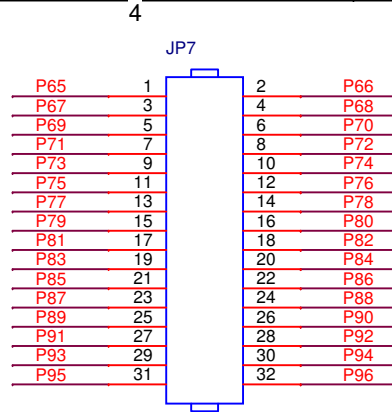 4
JP7
P65 1 2 P66
P67 3 4 P68
P69 5 6 P70
P71 7 8 P72
P73 9 10 P74
P75 11 12 P76
P77 13 14 P78
P79 15 16 P80
P81 17 18 P82
P83 19 20 P84
P85 21 22 P86
P87 23 24 P88
P89 25 26 P90
P91 27 28 P92
P93 29 30 P94
P95 31 32 P96